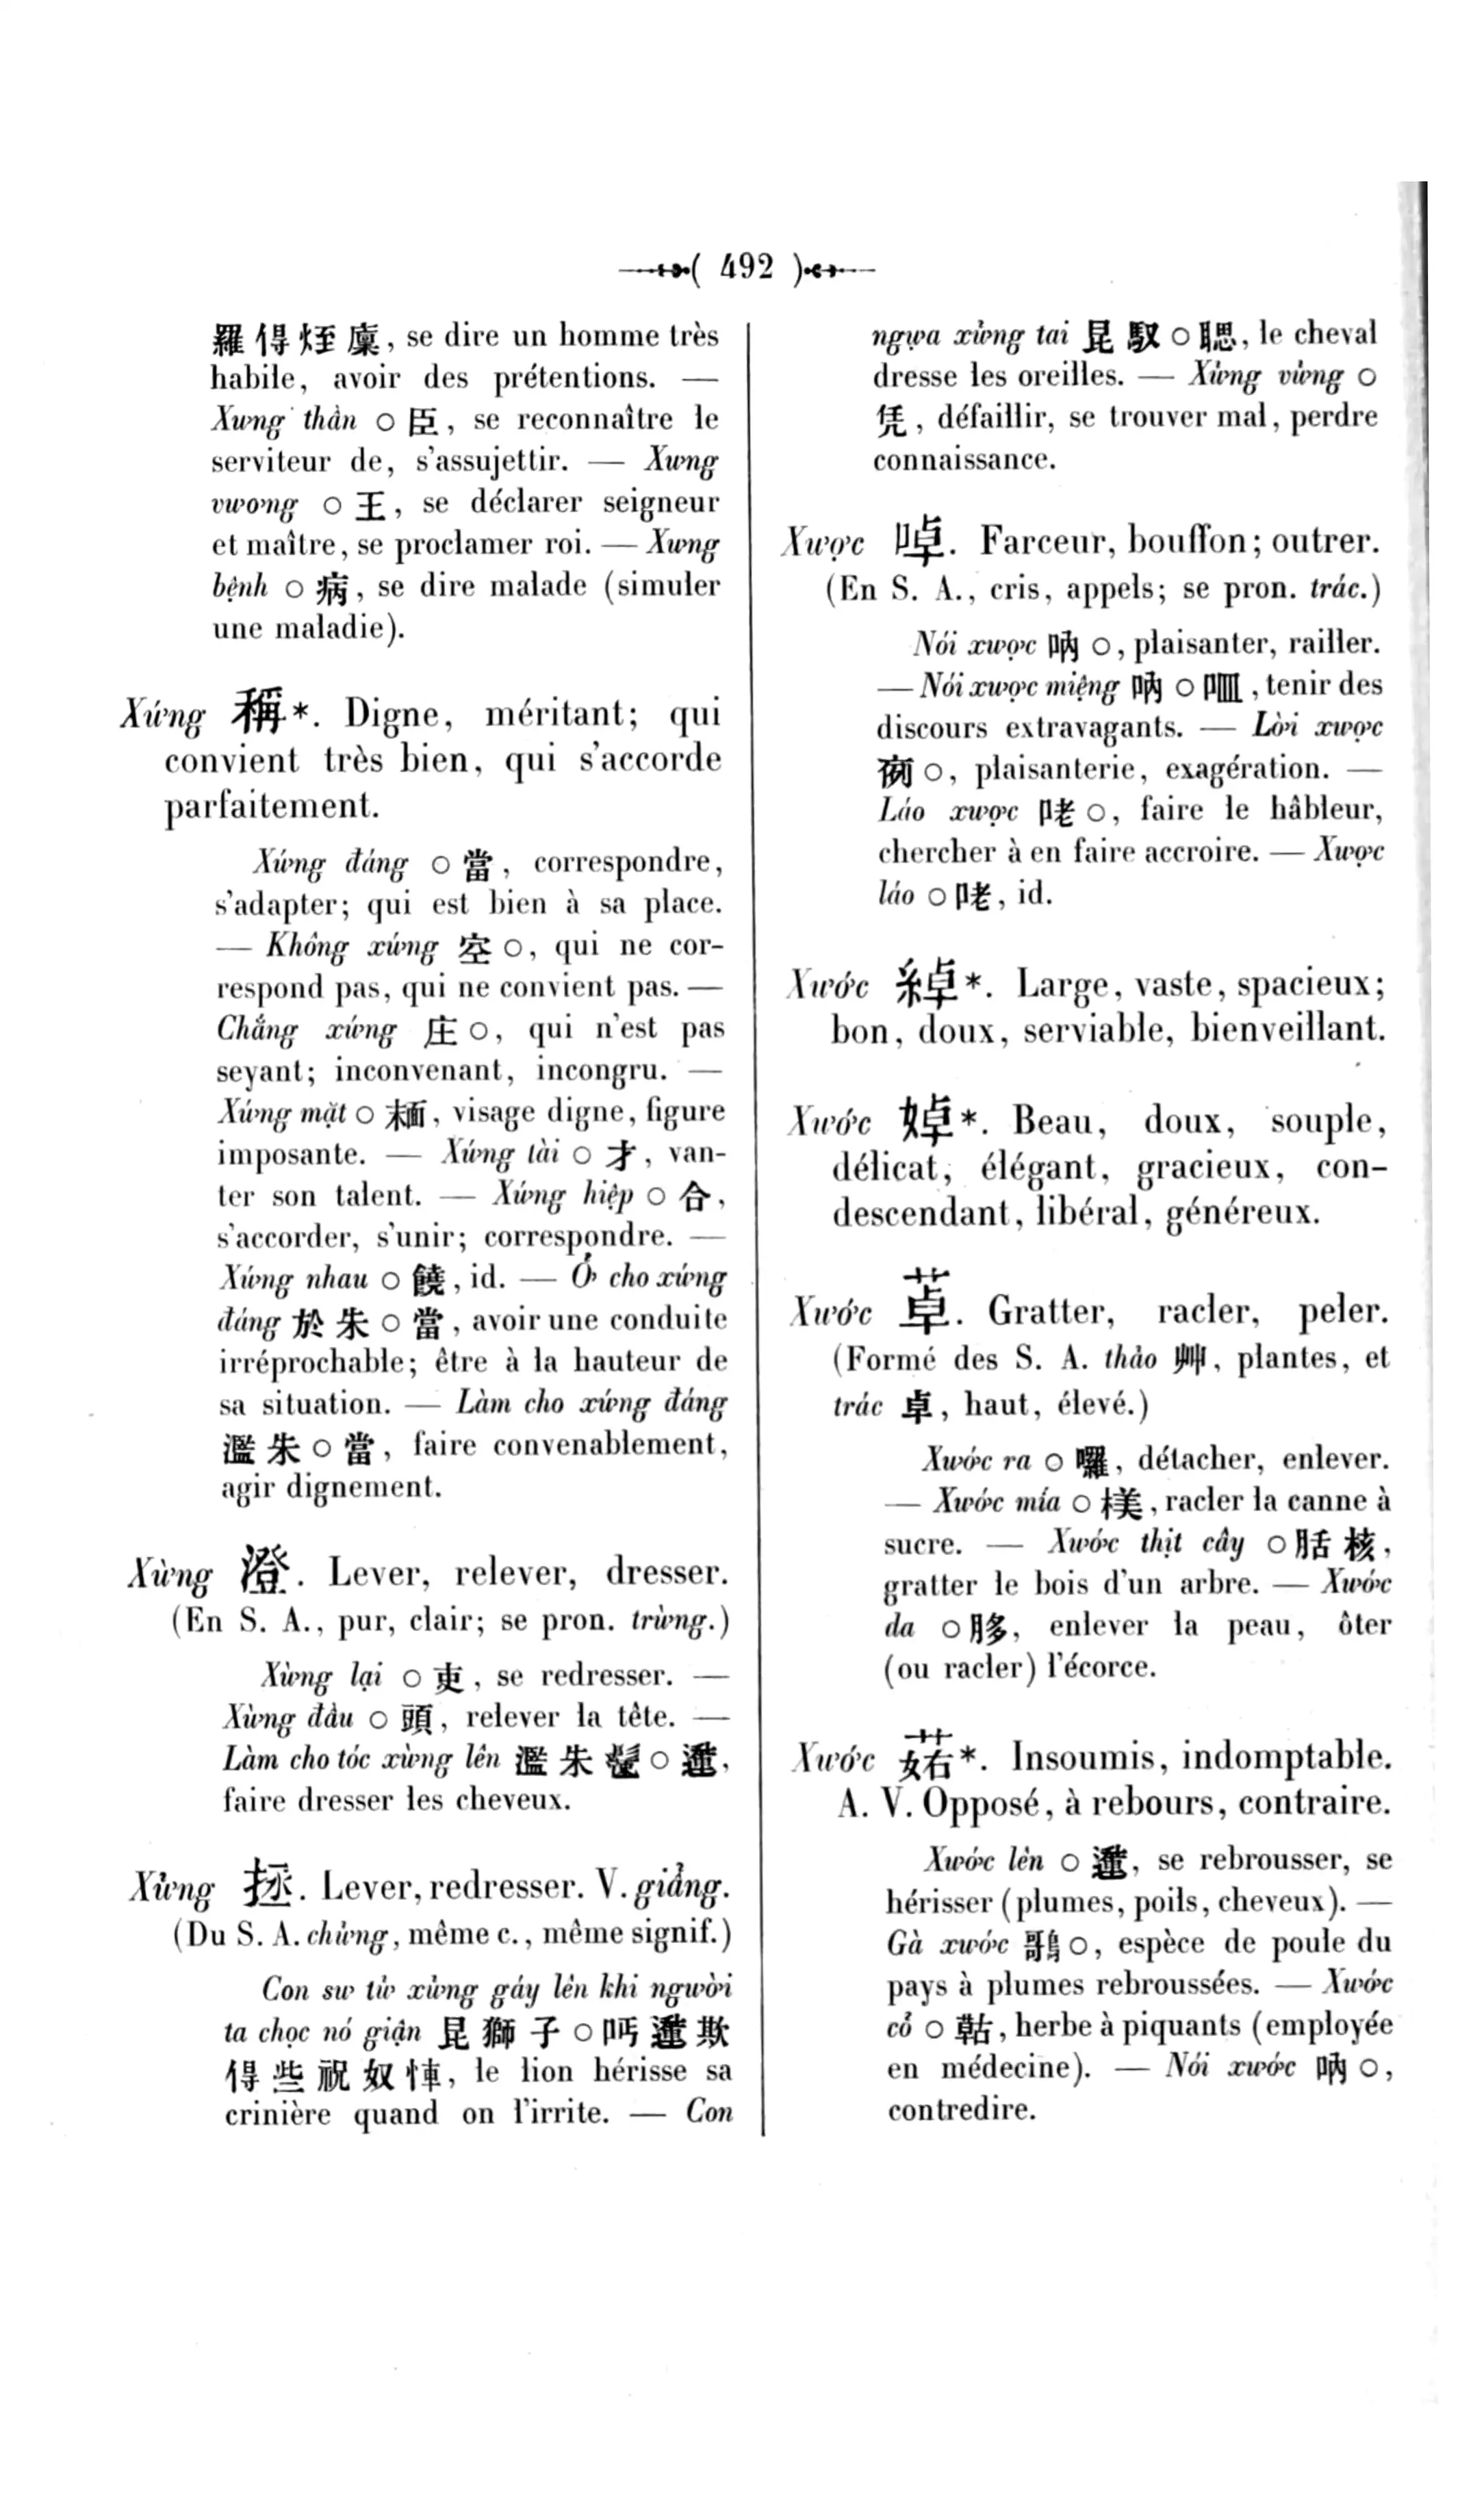 ( 492 )
羅 得 㷎 廪, se dire un homme très
habile, avoir des prétentions. —
Xưng thần ○ 臣, se reconnaître le
serviteur de, s'assujettir. — Xưng
vương ○ 王, se déclarer seigneur
et maître, se proclamer roi. — Xưng
bệnh ○ 病, se dire malade (simuler
une maladie).
Xứng 稱*. Digne, méritant; qui
convient très bien, qui s'accorde
parfaitement.
Xứng đáng ○ 當, correspondre,
s'adapter; qui est bien à sa place.
— Không xứng 空 ○, qui ne cor-
respond pas, qui ne convient pas. —
Chẳng xứng 庄 ○, qui n'est pas
seyant; inconvenant, incongru. —
Xứng mặt ○ 𩈘, visage digne, figure
imposante. — Xứng tài ○ 才, van-
ter son talent. — Xứng hiệp ○ 合,
s'accorder, s'unir; correspondre. —
Xứng nhau ○ 饒, id. — Ở cho xứng
đáng 於 朱 ○ 當, avoir une conduite
irréprochable; être à la hauteur de
sa situation. — Làm cho xứng đáng
濫 朱 ○ 當, faire convenablement,
agir dignement.
Xừng 澄. Lever, relever, dresser.
(En S. A., pur, clair; se pron. trừng.)
Xừng lại ○ 吏, se redresser. —
Xừng đầu ○ 頭, relever la tête. —
Làm cho tóc xừng lên 濫 朱 ○,
faire dresser les cheveux.
Xửng 拯. Lever, redresser. V. giảng.
(Du S. A. chửng, même c., même signif.)
Con sư tử xửng gáy lên khi người
ta chọc nó giận 昆 獅 子 ○ 欺
得 些 祝 奴, le lion hérisse sa
crinière quand on l'irrite. — Con
ngựa xửng tai 昆 馭 ○ 聰, le cheval
dresse les oreilles. — Xửng vửng ○
凭, défaillir, se trouver mal, perdre
connaissance.
Xược 啅. Farceur, bouffon; outrer.
(En S. A., cris, appels; se pron. trác.)
Nói xược 吶 ○, plaisanter, railler.
— Nói xược miệng 吶 ○ 𠰘, tenir des
discours extravagants. — Lời xược
○, plaisanterie, exagération. —
Láo xược 咾 ○, faire le hâbleur,
chercher à en faire accroire. — Xược
láo ○ 咾, id.
Xước 綽*. Large, vaste, spacieux;
bon, doux, serviable, bienveillant.
Xước 婥*. Beau, doux, souple,
délicat, élégant, gracieux, con-
descendant, libéral, généreux.
Xước 䓬. Gratter, racler, peler.
(Formé des S. A. thảo 艸, plantes, et
trác 卓, haut, élevé.)
Xước ra ○ 囉, détacher, enlever.
— Xước mía ○ 樣, racler la canne à
sucre. — Xước thịt cây ○ 𦧜 核,
gratter le bois d'un arbre. — Xước
da ○ 胗, enlever la peau, ôter
(ou racler) l'écorce.
Xước 婼*. Insoumis, indomptable.
A. V. Opposé, à rebours, contraire.
Xước lên ○, se rebrousser, se
hérisser (plumes, poils, cheveux). —
Gà xước ○, espèce de poule du
pays à plumes rebroussées. — Xước
cỏ ○, herbe à piquants (employée
en médecine). — Nói xước 吶 ○,
contredire.